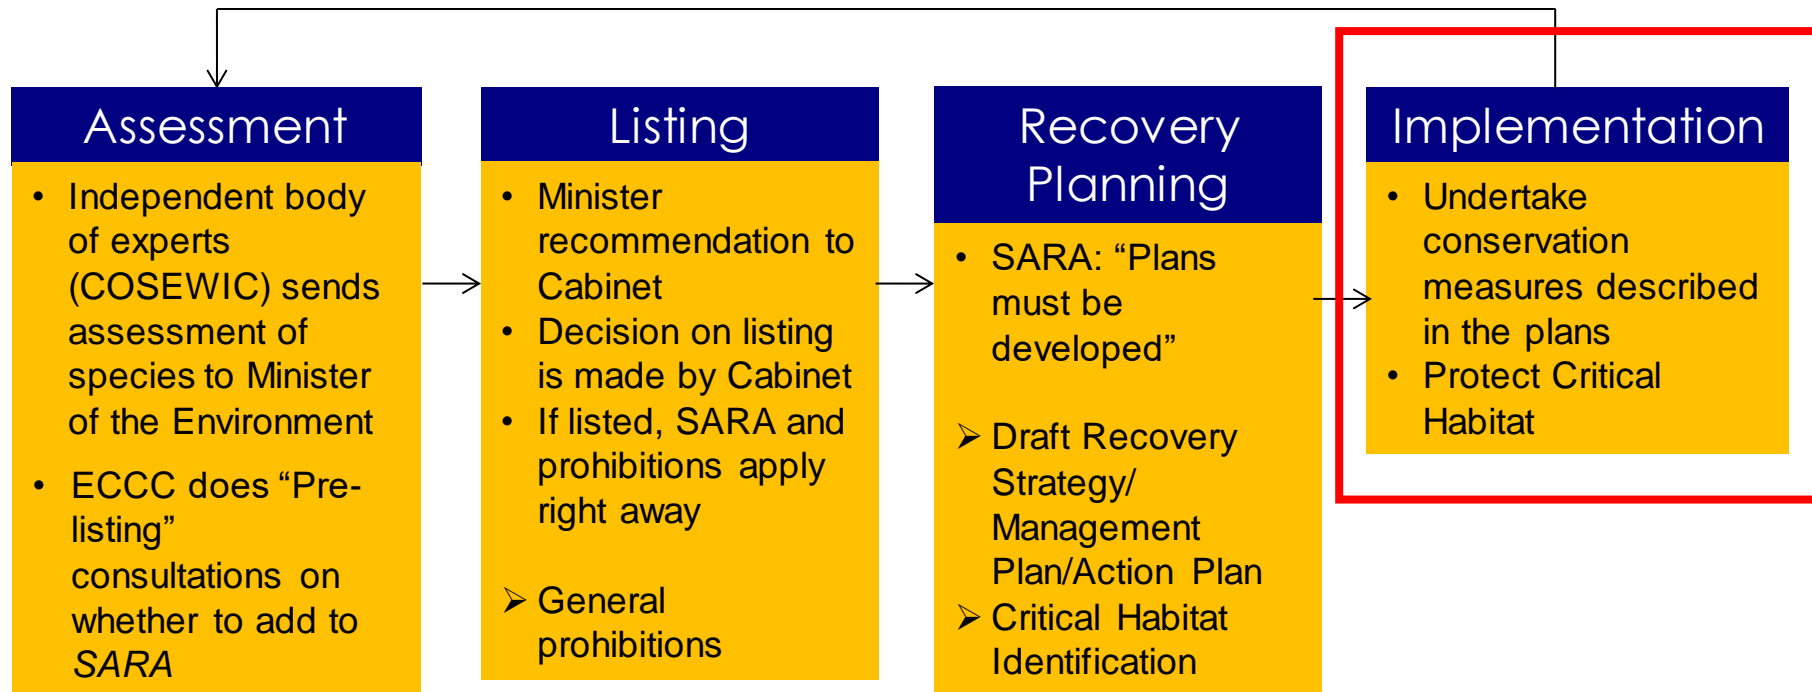 Assessment
• Independent body
of experts
(COSEWIC) sends
assessment of
species to Minister
of the Environment
• ECCC does “Pre-
listing”
consultations on
whether to add to
SARA
Listing
• Minister
recommendation to
Cabinet
• Decision on listing
is made by Cabinet
• If listed, SARA and
prohibitions apply
right away
➢ General
prohibitions
Recovery
Planning
• SARA: “Plans
must be
developed”
➢ Draft Recovery
Strategy/
Management
Plan/Action Plan
➢ Critical Habitat
Identification
Implementation
• Undertake
conservation
measures described
in the plans
• Protect Critical
Habitat